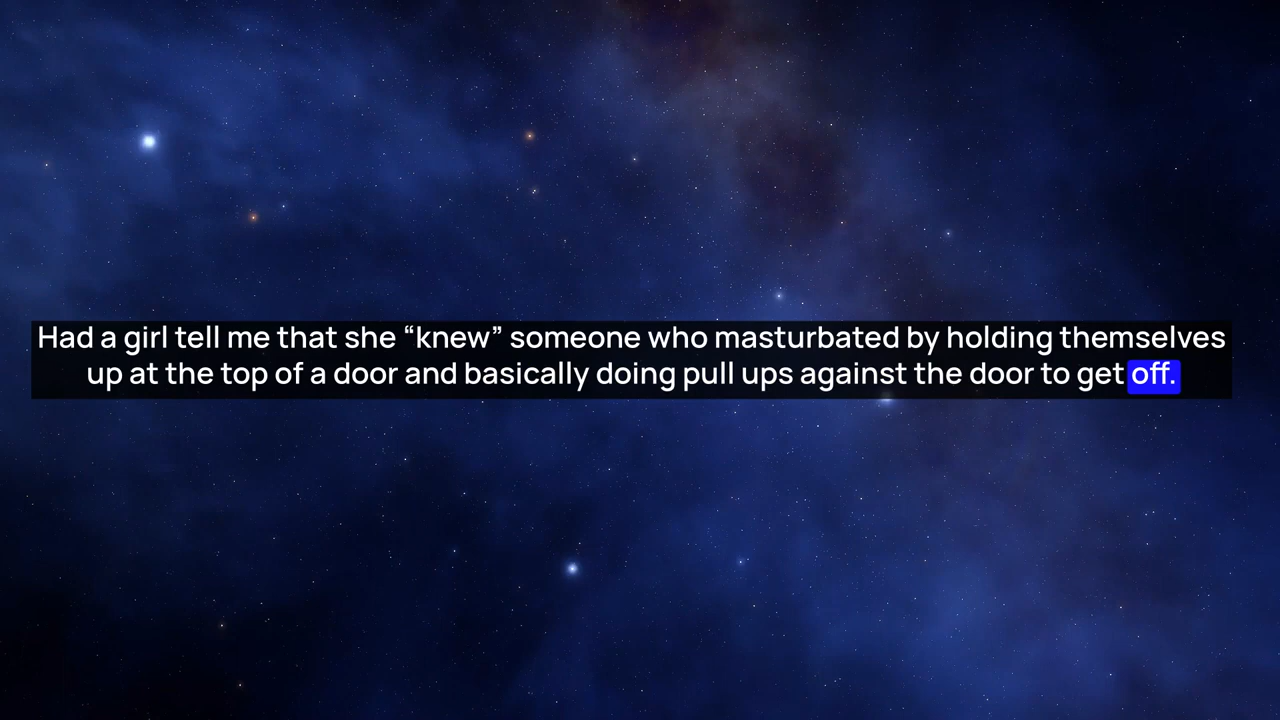 Had a girl tell me that she “knew” someone who masturbated by holding themselves
up at the top of a door and basically doing pull ups against the door to get off.